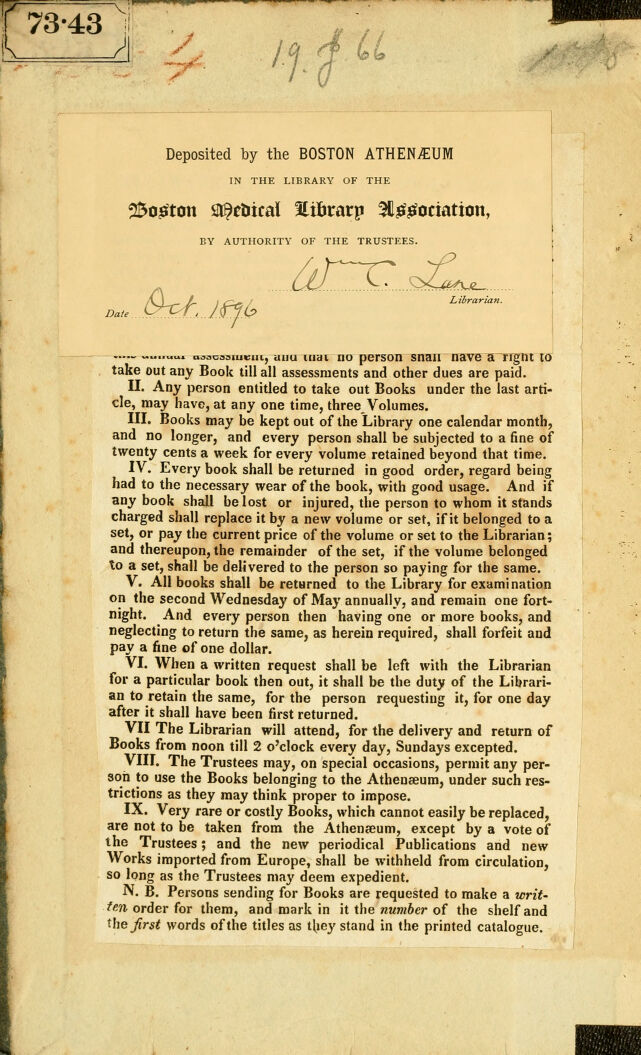 73·43
4
19. 66
Deposited by the BOSTON ATHENÆUM
IN THE LIBRARY OF THE
Boston Medical Library Association,
BY AUTHORITY OF THE TRUSTEES.
Wm C. Lane
Librarian.
Date Oct. 1896
this annual assessment, and that no person shall have a right to
take out any Book till all assessments and other dues are paid.
II. Any person entitled to take out Books under the last arti-
cle, may have, at any one time, three Volumes.
III. Books may be kept out of the Library one calendar month,
and no longer, and every person shall be subjected to a fine of
twenty cents a week for every volume retained beyond that time.
IV. Every book shall be returned in good order, regard being
had to the necessary wear of the book, with good usage. And if
any book shall be lost or injured, the person to whom it stands
charged shall replace it by a new volume or set, if it belonged to a
set, or pay the current price of the volume or set to the Librarian;
and thereupon, the remainder of the set, if the volume belonged
to a set, shall be delivered to the person so paying for the same.
V. All books shall be returned to the Library for examination
on the second Wednesday of May annually, and remain one fort-
night. And every person then having one or more books, and
neglecting to return the same, as herein required, shall forfeit and
pay a fine of one dollar.
VI. When a written request shall be left with the Librarian
for a particular book then out, it shall be the duty of the Librari-
an to retain the same, for the person requesting it, for one day
after it shall have been first returned.
VII The Librarian will attend, for the delivery and return of
Books from noon till 2 o'clock every day, Sundays excepted.
VIII. The Trustees may, on special occasions, permit any per-
son to use the Books belonging to the Athenæum, under such res-
trictions as they may think proper to impose.
IX. Very rare or costly Books, which cannot easily be replaced,
are not to be taken from the Athenæum, except by a vote of
the Trustees; and the new periodical Publications and new
Works imported from Europe, shall be withheld from circulation,
so long as the Trustees may deem expedient.
N. B. Persons sending for Books are requested to make a writ-
ten order for them, and mark in it the number of the shelf and
the first words of the titles as they stand in the printed catalogue.